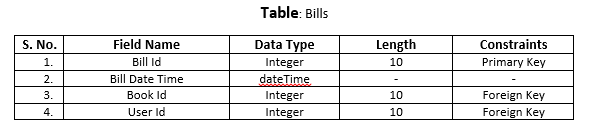 Table: Bills
S. No. Field Name Data Type Length Constraints
1. Bill Id Integer 10 Primary Key
2. Bill Date Time dateTime - -
3. Book Id Integer 10 Foreign Key
4. User Id Integer 10 Foreign Key